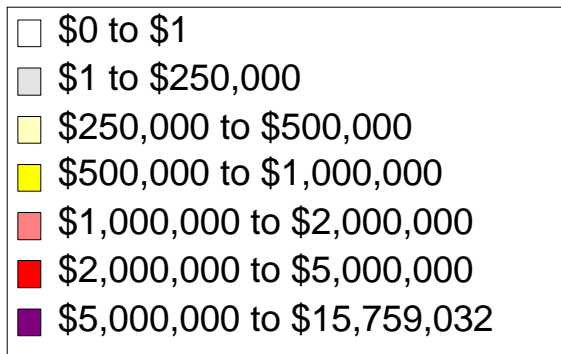 $0 to $1
$1 to $250,000
$250,000 to $500,000
$500,000 to $1,000,000
$1,000,000 to $2,000,000
$2,000,000 to $5,000,000
$5,000,000 to $15,759,032